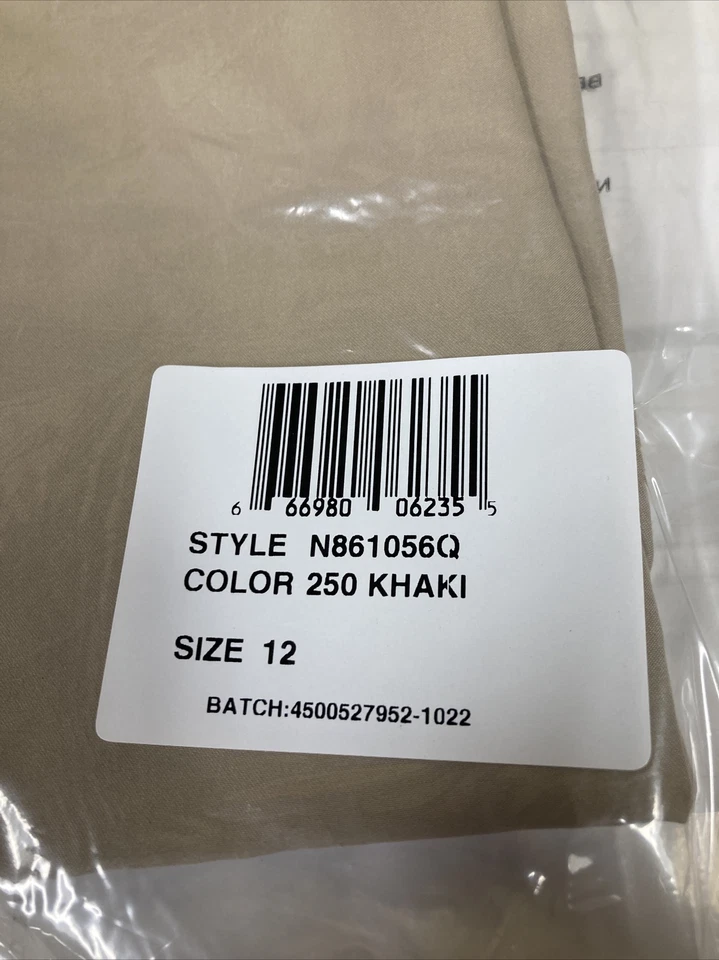 6 66980 06235 5
STYLE N861056Q
COLOR 250 KHAKI
SIZE 12
BATCH:4500527952-1022